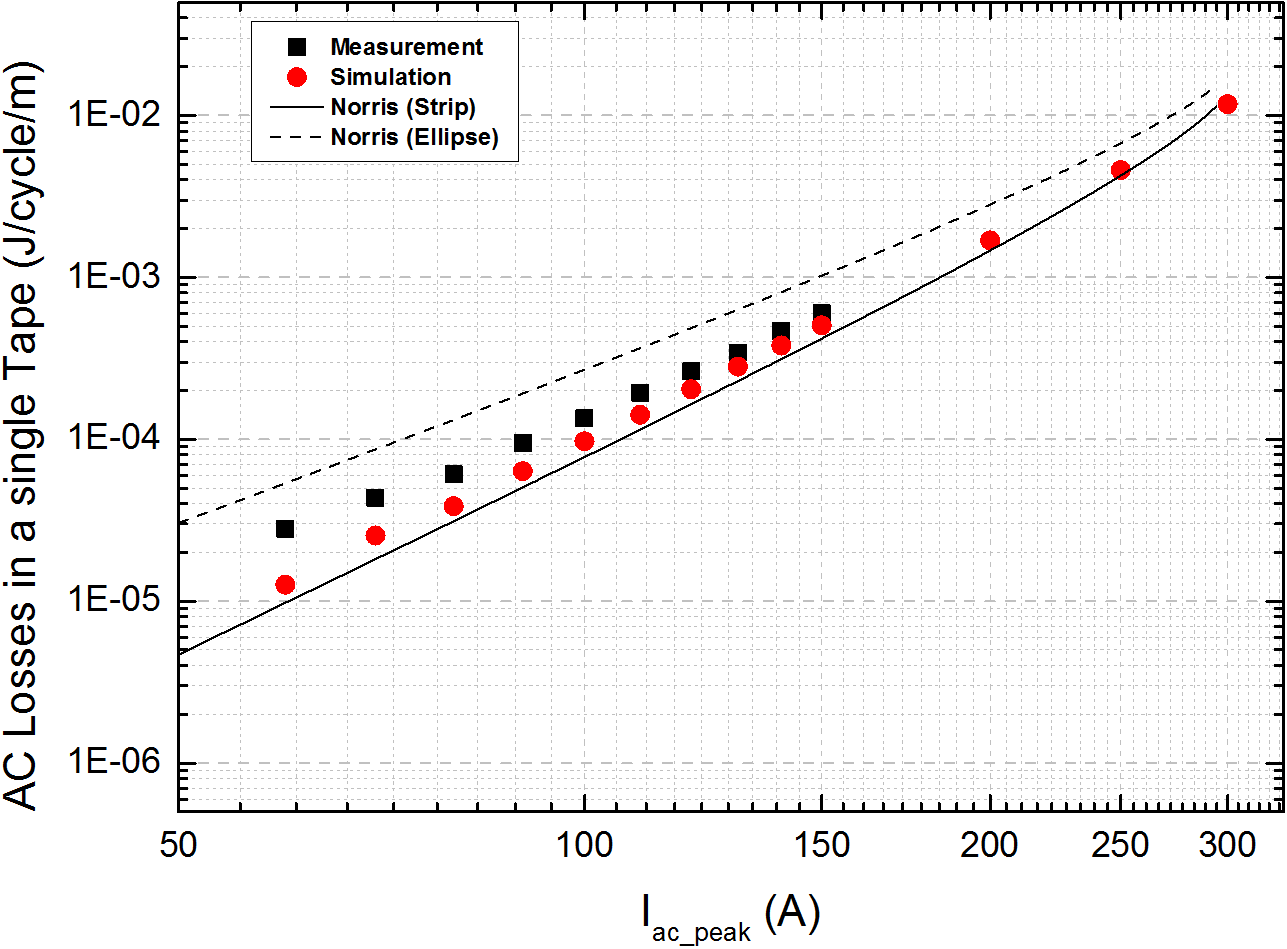 Measurement
Simulation
Norris (Strip)
Norris (Ellipse)
AC Losses in a single Tape (J/cycle/m)
1E-02
1E-03
1E-04
1E-05
1E-06
50 100 150 200 250 300
I_ac_peak (A)